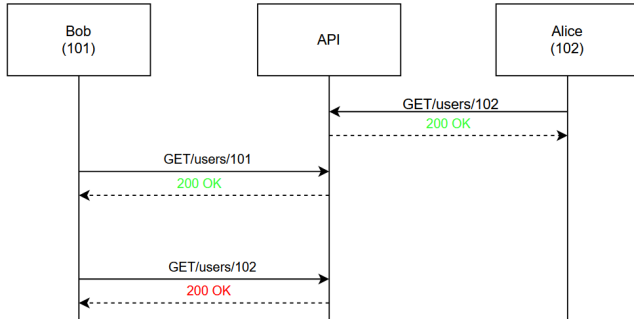 Bob
(101)
API
Alice
(102)
GET/users/102
200 OK
GET/users/101
200 OK
GET/users/102
200 OK